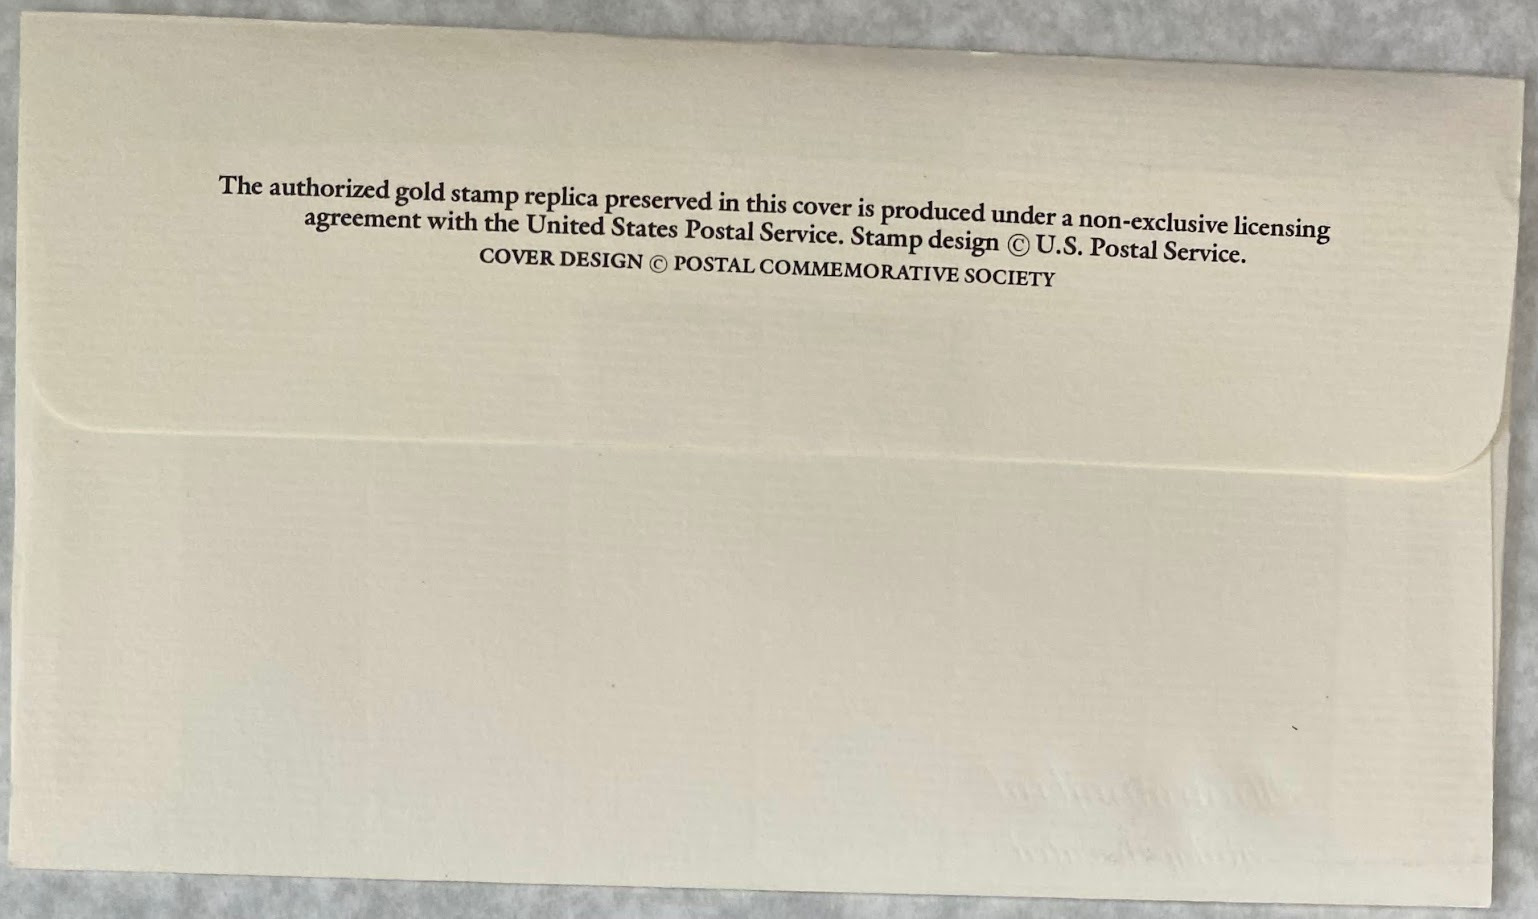 The authorized gold stamp replica preserved in this cover is produced under a non-exclusive licensing
agreement with the United States Postal Service. Stamp design © U.S. Postal Service.
COVER DESIGN © POSTAL COMMEMORATIVE SOCIETY